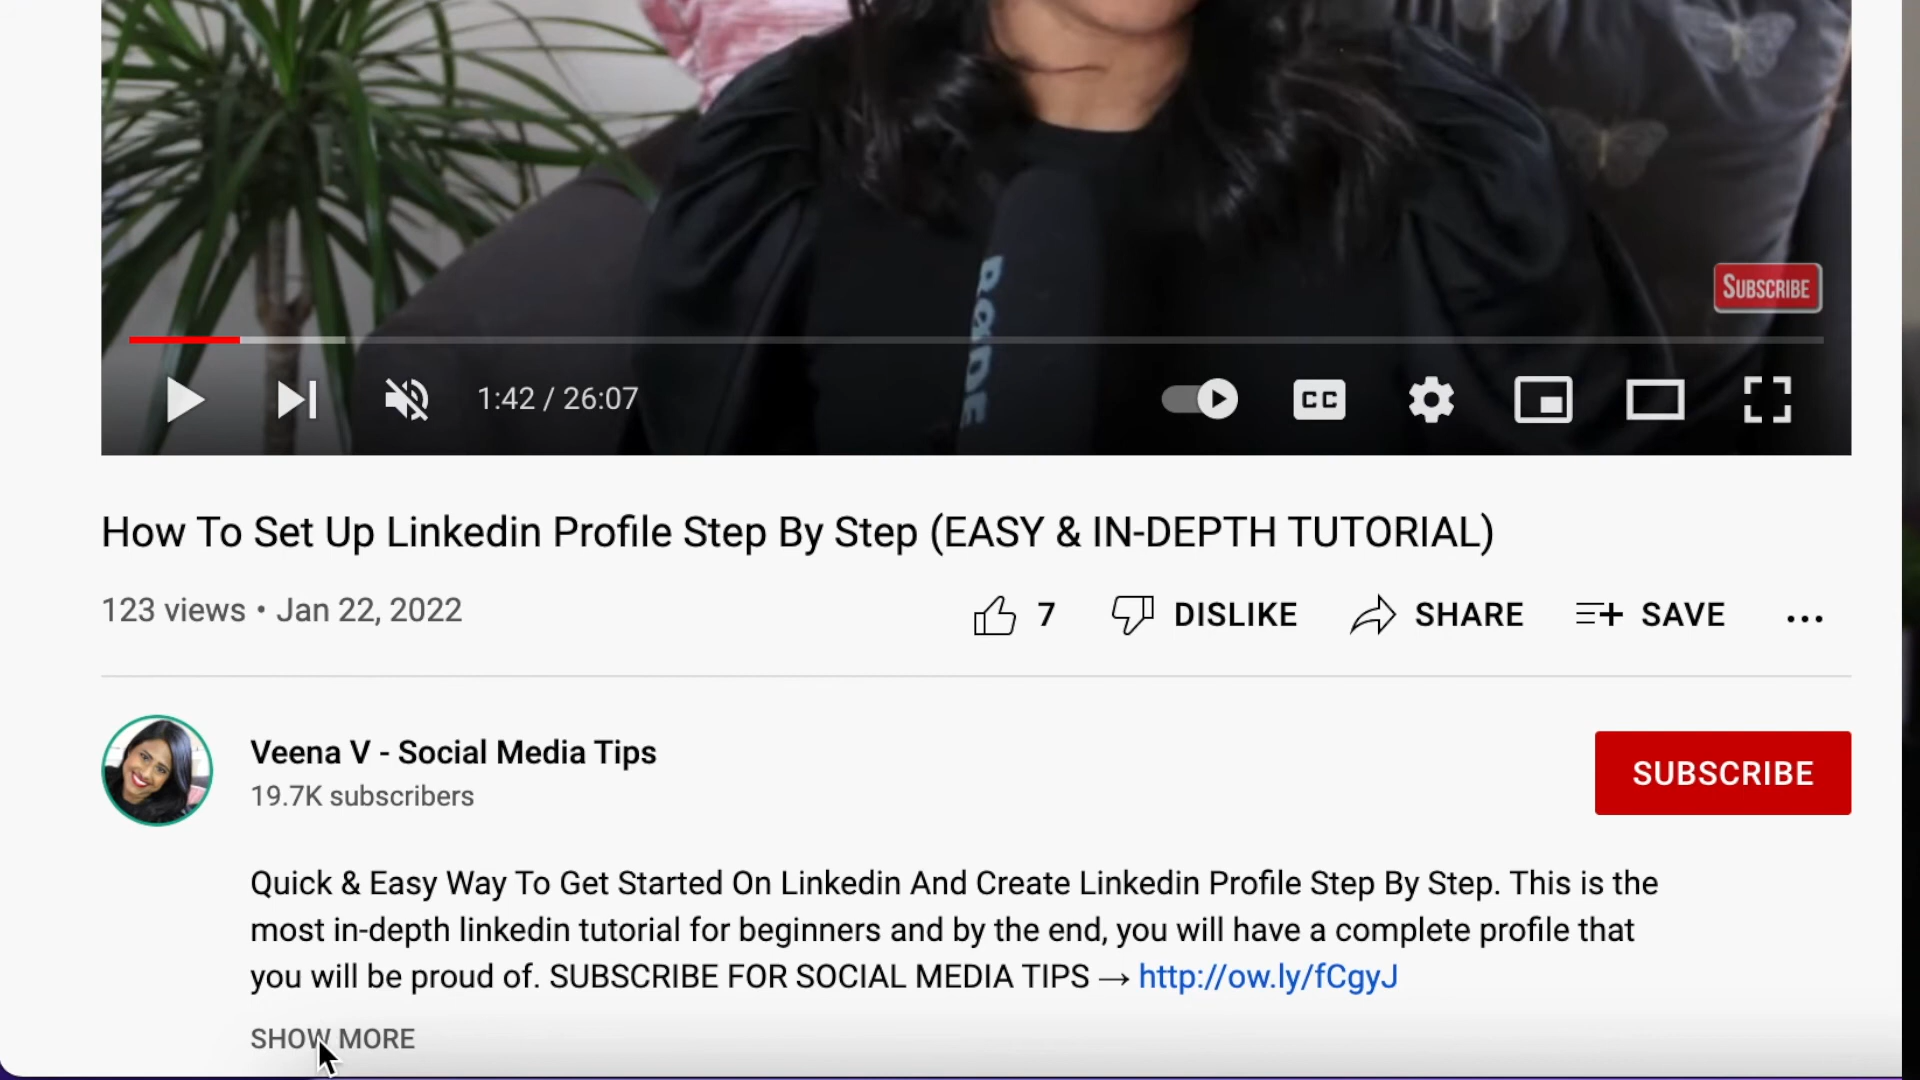 SUBSCRIBE
RØDE
1:42 / 26:07
CC
How To Set Up Linkedin Profile Step By Step (EASY & IN-DEPTH TUTORIAL)
123 views • Jan 22, 2022
7 DISLIKE SHARE SAVE ...
Veena V - Social Media Tips
19.7K subscribers
SUBSCRIBE
Quick & Easy Way To Get Started On Linkedin And Create Linkedin Profile Step By Step. This is the
most in-depth linkedin tutorial for beginners and by the end, you will have a complete profile that
you will be proud of. SUBSCRIBE FOR SOCIAL MEDIA TIPS → http://ow.ly/fCgyJ
SHOW MORE